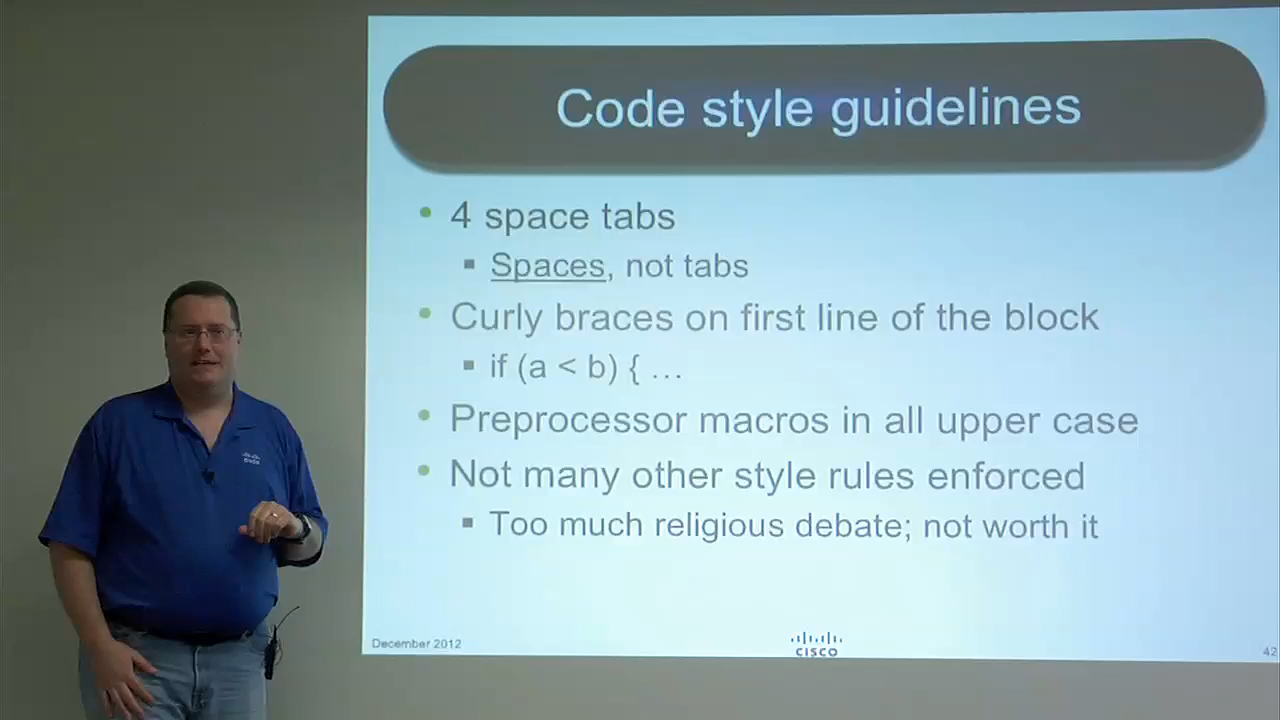 Code style guidelines
• 4 space tabs
▪ Spaces, not tabs
• Curly braces on first line of the block
▪ if (a < b) { …
• Preprocessor macros in all upper case
• Not many other style rules enforced
▪ Too much religious debate; not worth it
December 2012
CISCO
42
CISCO